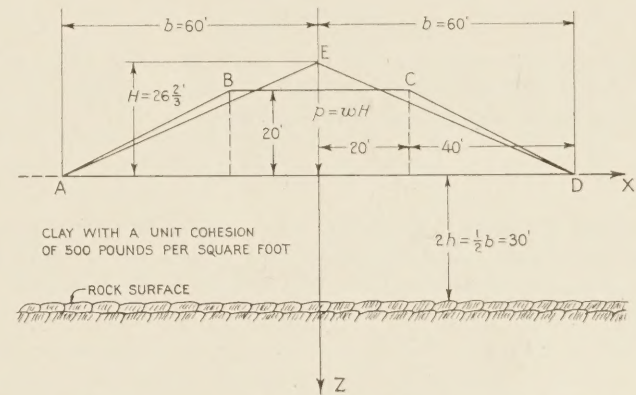 b=60' b=60'
E
B C
H=26 2/3'
p=wH
20'
20' 40'
A D X
CLAY WITH A UNIT COHESION
OF 500 POUNDS PER SQUARE FOOT
2h=½b=30'
ROCK SURFACE
Z